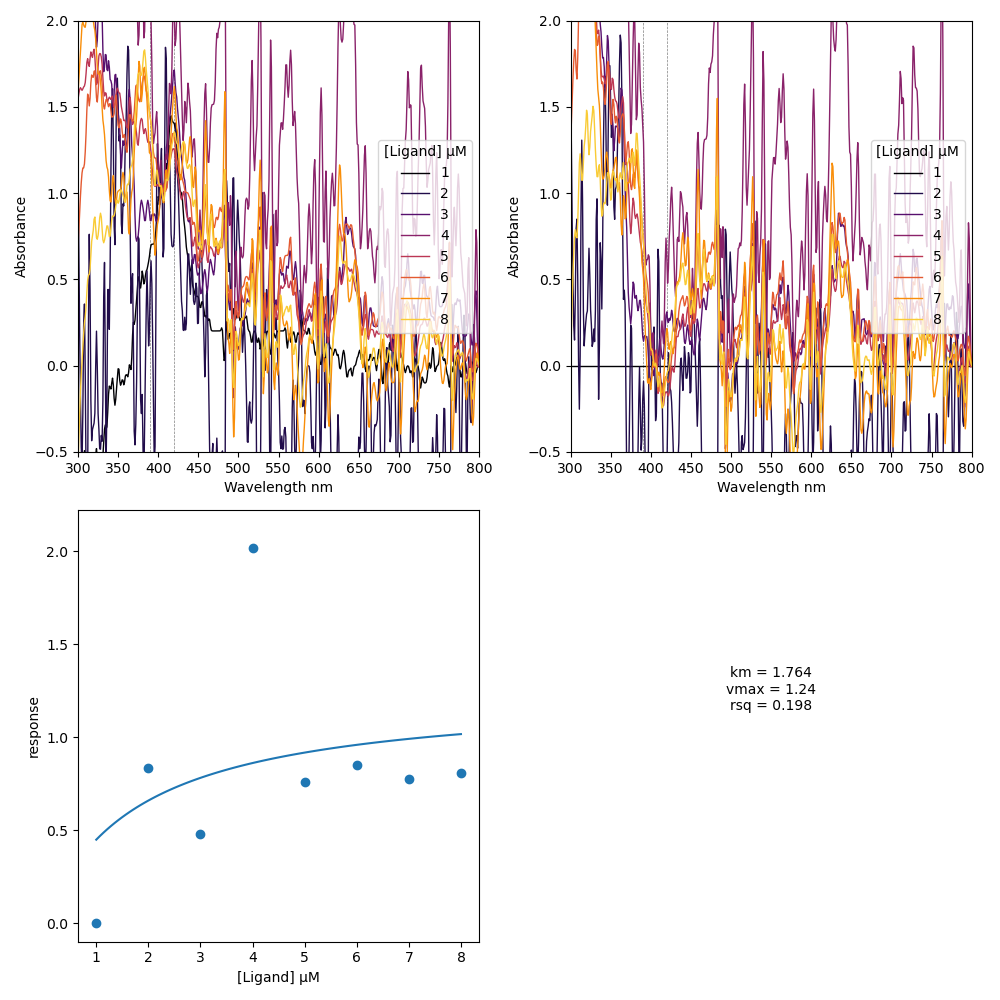 2.0
1.5
1.0
0.5
0.0
−0.5
Absorbance
300 350 400 450 500 550 600 650 700 750 800
Wavelength nm
[Ligand] μM
1
2
3
4
5
6
7
8
2.0
1.5
1.0
0.5
0.0
−0.5
Absorbance
300 350 400 450 500 550 600 650 700 750 800
Wavelength nm
[Ligand] μM
1
2
3
4
5
6
7
8
2.0
1.5
1.0
0.5
0.0
response
1 2 3 4 5 6 7 8
[Ligand] μM
km = 1.764
vmax = 1.24
rsq = 0.198